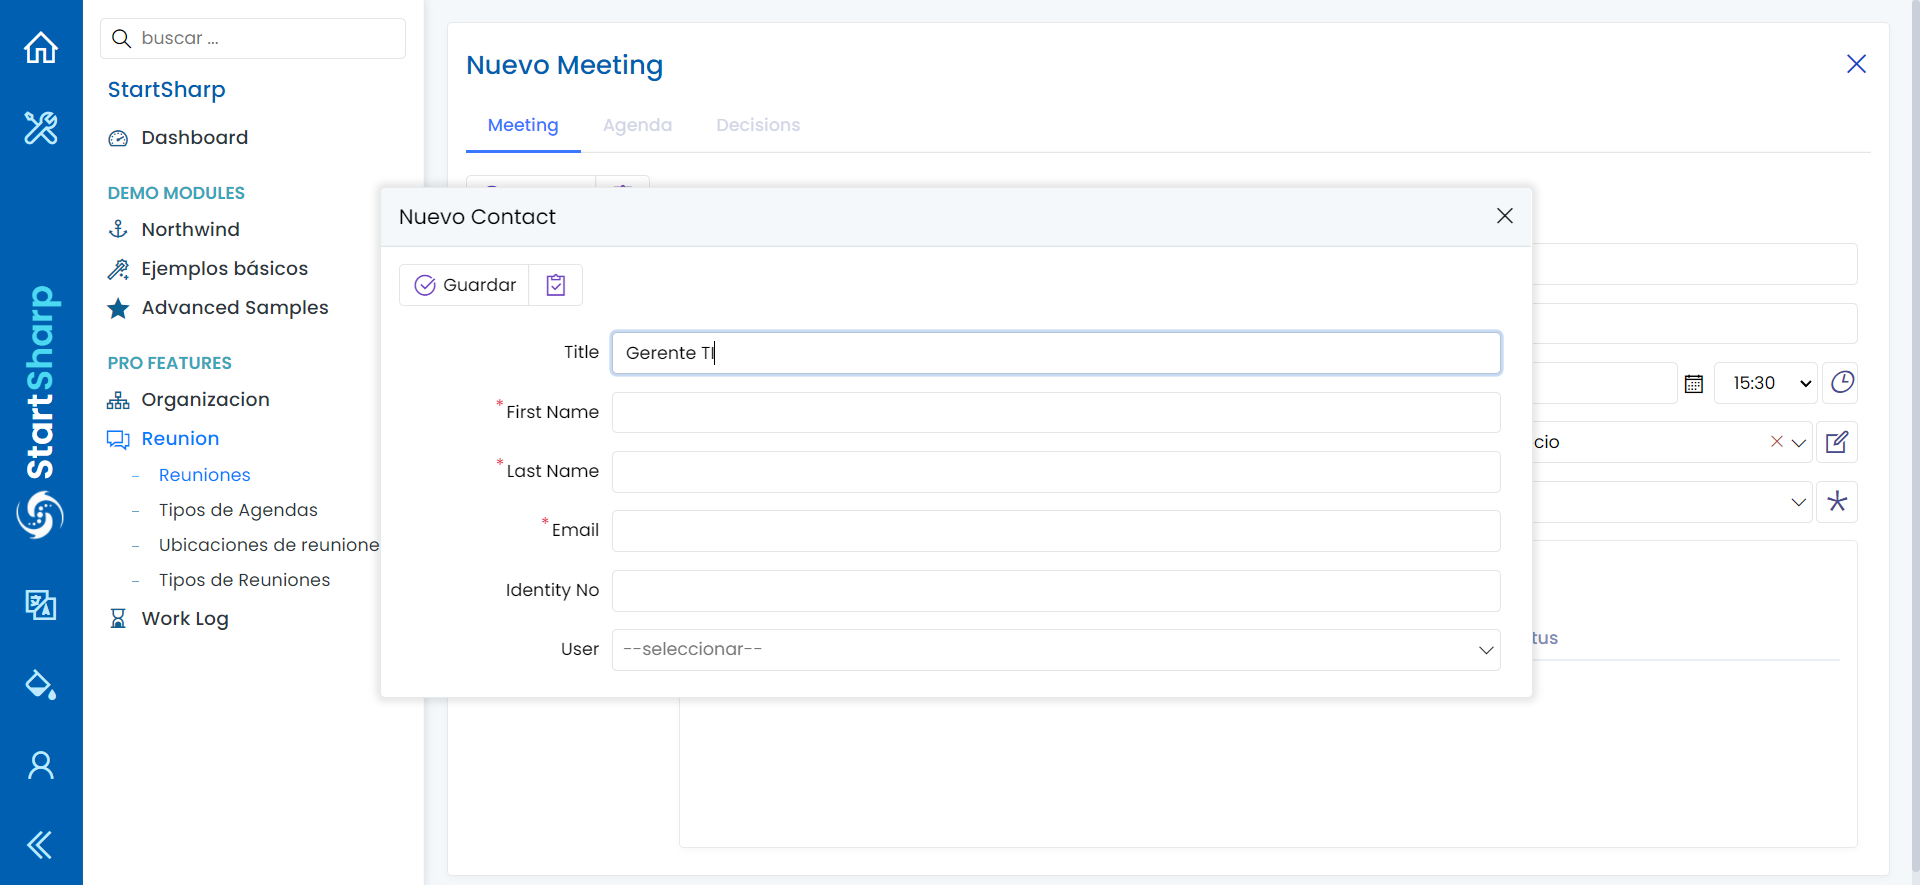 buscar ...
StartSharp
Dashboard
DEMO MODULES
Northwind
Ejemplos básicos
Advanced Samples
PRO FEATURES
Organizacion
Reunion
Reuniones
Tipos de Agendas
Ubicaciones de reunione
Tipos de Reuniones
Work Log
StartSharp
Nuevo Meeting
Meeting
Agenda
Decisions
Nuevo Contact
Guardar
Title
Gerente TI
*First Name
*Last Name
*Email
Identity No
User
--seleccionar--
15:30
cio
tus